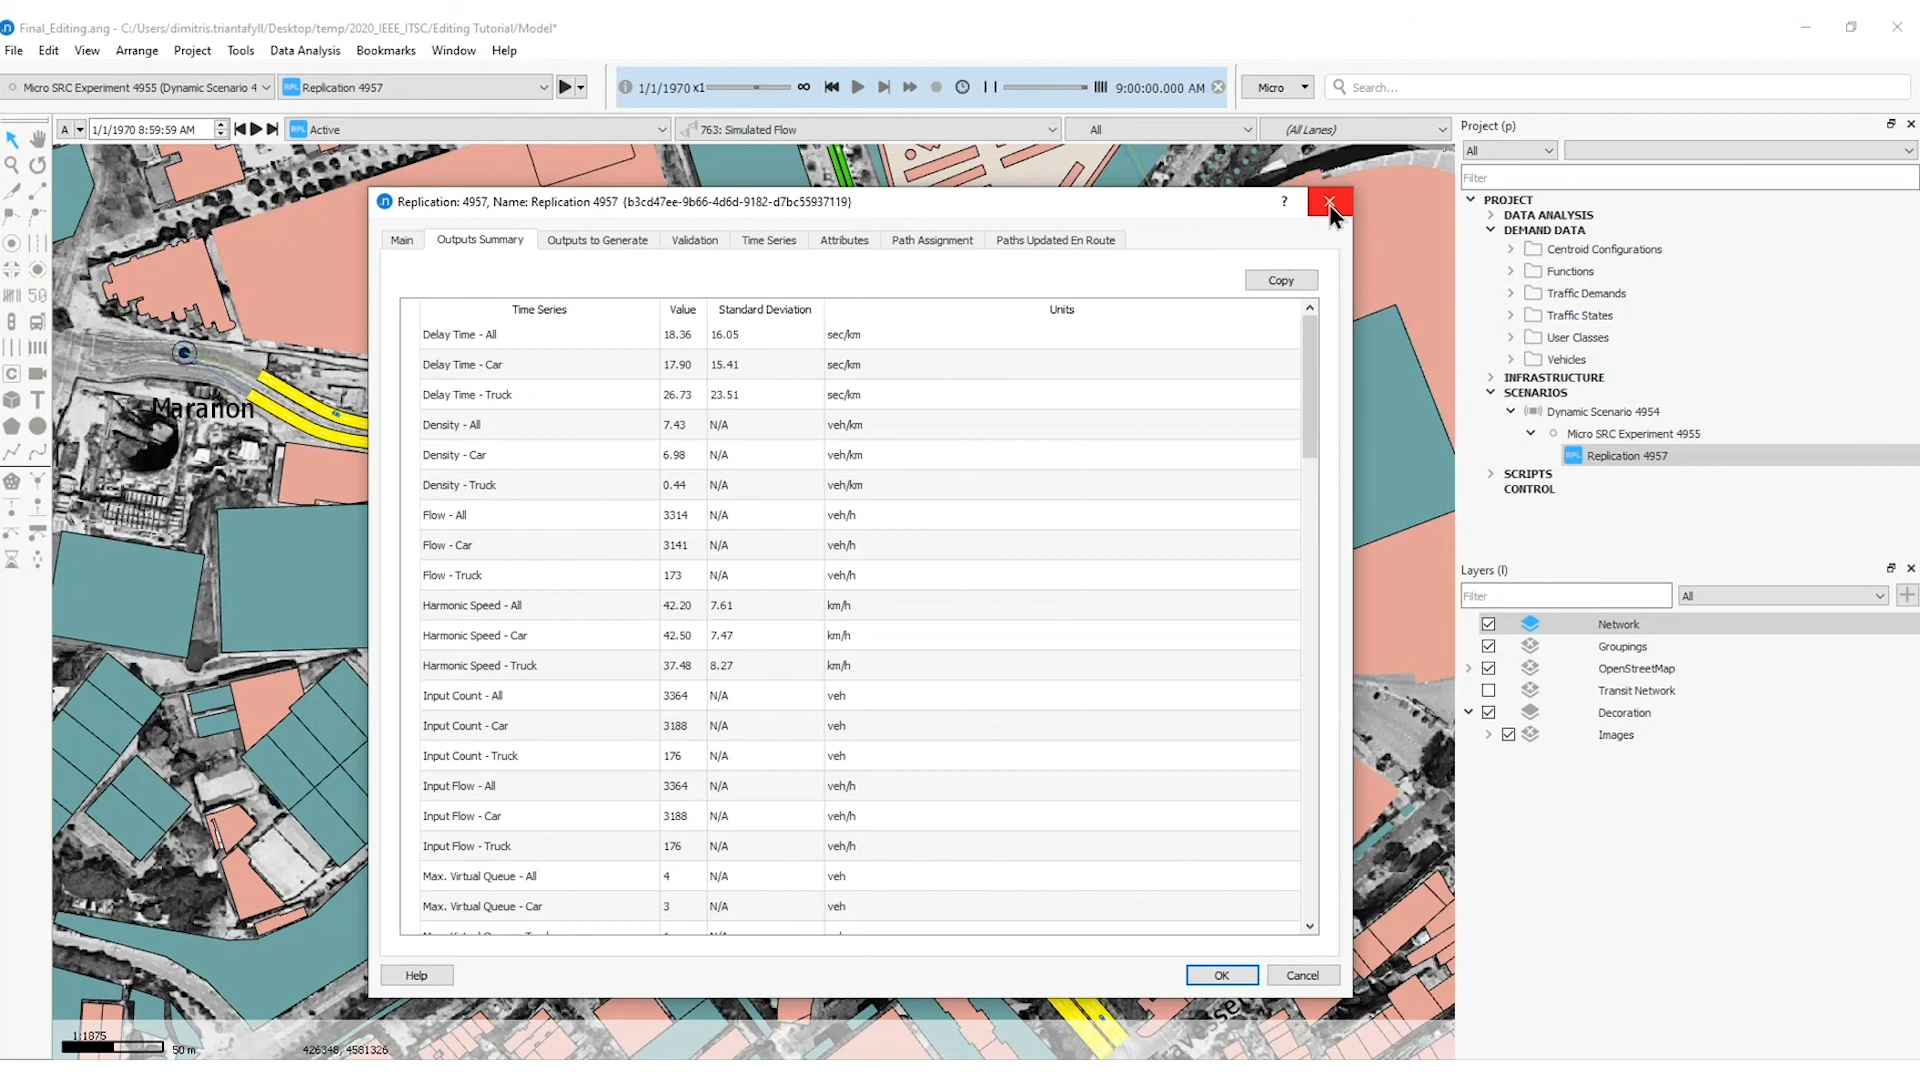 Final_Editing.ang - C:/Users/dimitris.triantafyll/Desktop/temp/2020_IEEE_ITSC/Editing Tutorial/Model*
File Edit View Arrange Project Tools Data Analysis Bookmarks Window Help
Micro SRC Experiment 4955 (Dynamic Scenario 4 RPL Replication 4957 1/1/1970 x1 9:00:00.000 AM Micro Search...
A 1/1/1970 8:59:59 AM RPL Active 763: Simulated Flow All (All Lanes)
Project (p)
All
Filter
PROJECT
DATA ANALYSIS
DEMAND DATA
Centroid Configurations
Functions
Traffic Demands
Traffic States
User Classes
Vehicles
INFRASTRUCTURE
SCENARIOS
Dynamic Scenario 4954
Micro SRC Experiment 4955
RPL Replication 4957
SCRIPTS
CONTROL
Layers (l)
Filter All
Network
Groupings
OpenStreetMap
Transit Network
Decoration
Images
Replication: 4957, Name: Replication 4957 {b3cd47ee-9b66-4d6d-9182-d7bc55937119} ?
Main Outputs Summary Outputs to Generate Validation Time Series Attributes Path Assignment Paths Updated En Route
Copy
Time Series Value Standard Deviation Units
Delay Time - All 18.36 16.05 sec/km
Delay Time - Car 17.90 15.41 sec/km
Delay Time - Truck 26.73 23.51 sec/km
Density - All 7.43 N/A veh/km
Density - Car 6.98 N/A veh/km
Density - Truck 0.44 N/A veh/km
Flow - All 3314 N/A veh/h
Flow - Car 3141 N/A veh/h
Flow - Truck 173 N/A veh/h
Harmonic Speed - All 42.20 7.61 km/h
Harmonic Speed - Car 42.50 7.47 km/h
Harmonic Speed - Truck 37.48 8.27 km/h
Input Count - All 3364 N/A veh
Input Count - Car 3188 N/A veh
Input Count - Truck 176 N/A veh
Input Flow - All 3364 N/A veh/h
Input Flow - Car 3188 N/A veh/h
Input Flow - Truck 176 N/A veh/h
Max. Virtual Queue - All 4 N/A veh
Max. Virtual Queue - Car 3 N/A veh
Help OK Cancel
Marañon
50
C
T
1:1875
50 m
426348, 4581326